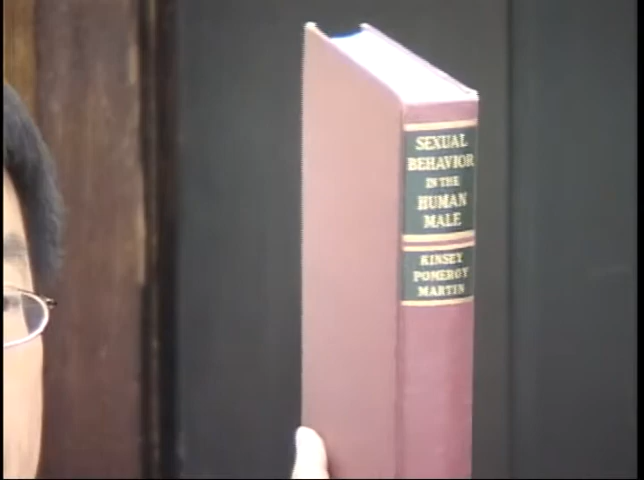 SEXUAL
BEHAVIOR
IN THE
HUMAN
MALE
KINSEY
POMEROY
MARTIN